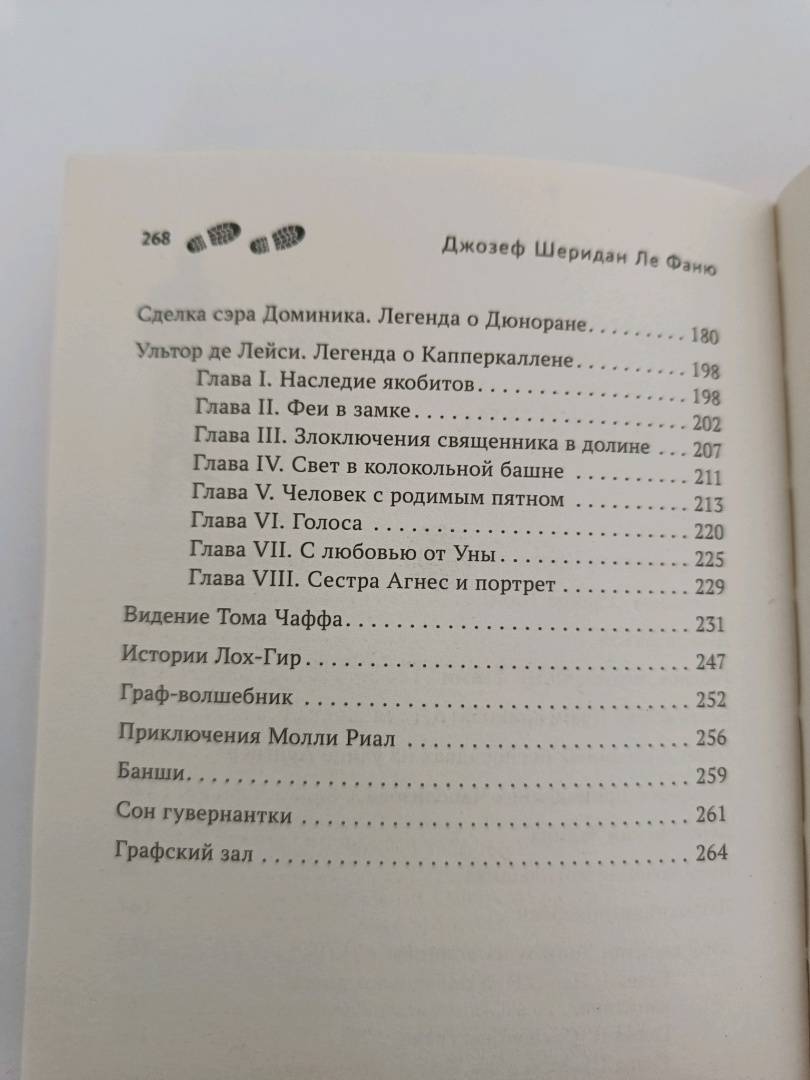 268 Джозеф Шеридан Ле Фаню
Сделка сэра Доминика. Легенда о Дюноране......... 180
Ультор де Лейси. Легенда о Капперкаллене.......... 198
Глава I. Наследие якобитов.................. 198
Глава II. Феи в замке....................... 202
Глава III. Злоключения священника в долине ... 207
Глава IV. Свет в колокольной башне .......... 211
Глава V. Человек с родимым пятном .......... 213
Глава VI. Голоса .......................... 220
Глава VII. С любовью от Уны................. 225
Глава VIII. Сестра Агнес и портрет ............ 229
Видение Тома Чаффа........................... 231
Истории Лох-Гир............................... 247
Граф-волшебник ............................... 252
Приключения Молли Риал ....................... 256
Банши......................................... 259
Сон гувернантки ............................... 261
Графский зал .................................. 264